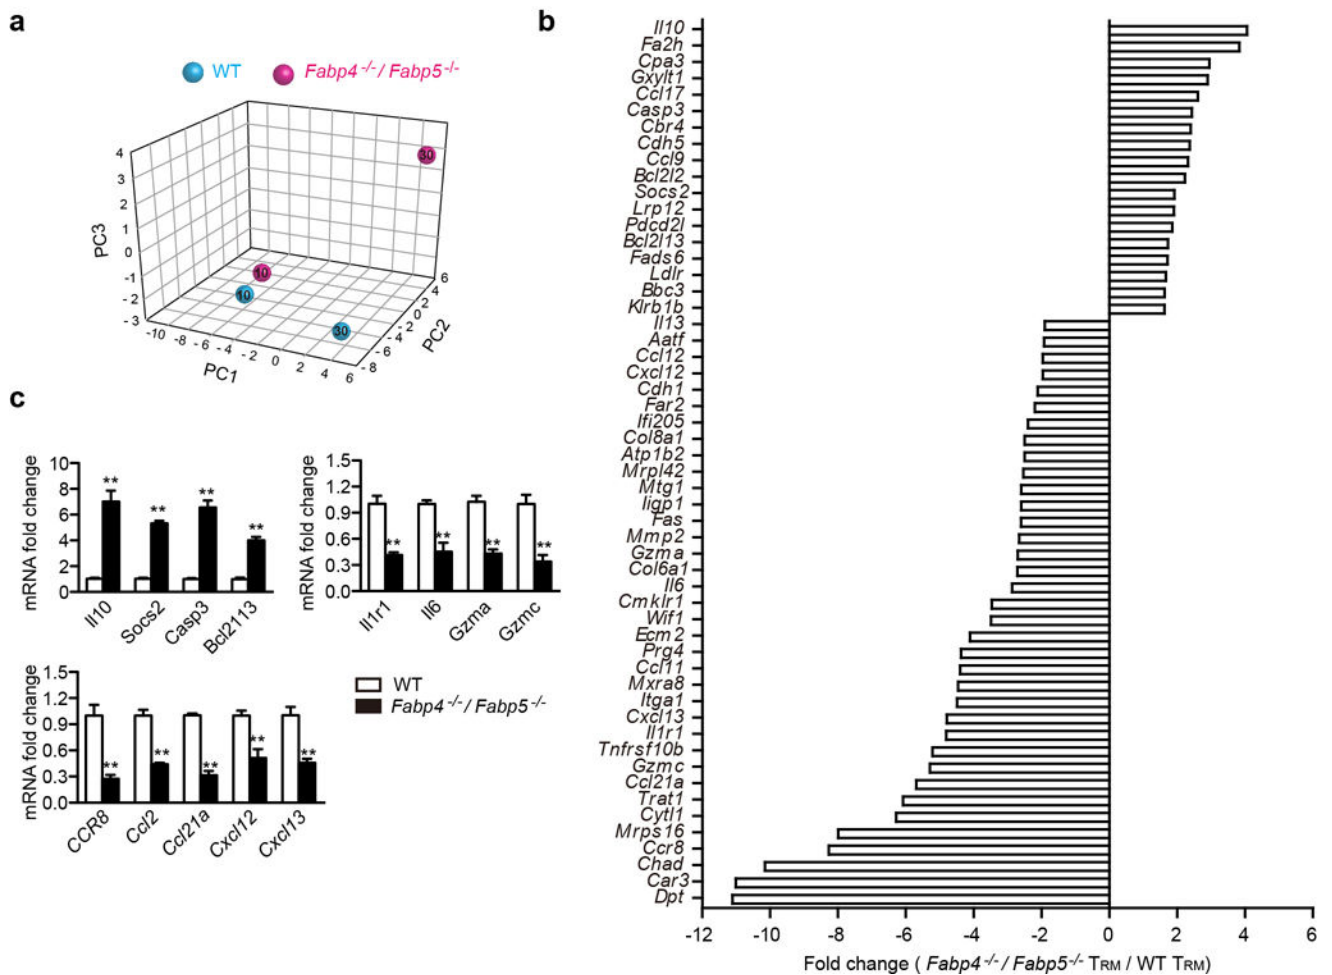 a
WT Fabp4-/-/ Fabp5-/-
4
3
2
1
0
-1
-2
-3
PC3
-10
-8
-6
-4
-2
0
2
4
6
PC1
-8
-6
-4
-2
0
2
4
6
PC2
30
10
10
30
b
Il10
Fa2h
Cpa3
Gxylt1
Ccl17
Casp3
Cbr4
Cdh5
Ccl9
Bcl2l2
Socs2
Lrp12
Pdcd2l
Bcl2l13
Fads6
Ldlr
Bbc3
Klrb1b
Il13
Aatf
Ccl12
Cxcl12
Cdh1
Far2
Ifi205
Col8a1
Atp1b2
Mrpl42
Mtg1
Iigp1
Fas
Mmp2
Gzma
Col6a1
Il6
Cmklr1
Wif1
Ecm2
Prg4
Ccl11
Mxra8
Itga1
Cxcl13
Il1r1
Tnfrsf10b
Gzmc
Ccl21a
Trat1
Cytl1
Mrps16
Ccr8
Chad
Car3
Dpt
-12 -10 -8 -6 -4 -2 0 2 4 6
Fold change ( Fabp4-/-/ Fabp5-/- TRM / WT TRM)
c
mRNA fold change
10
8
6
4
2
0
** ** ** **
Il10 Socs2 Casp3 Bcl2113
mRNA fold change
1.5
1.2
0.9
0.6
0.3
0.0
** ** ** **
Il1r1 Il6 Gzma Gzmc
mRNA fold change
1.5
1.2
0.9
0.6
0.3
0.0
** ** ** ** **
CCR8 Ccl2 Ccl21a Cxcl12 Cxcl13
WT
Fabp4-/-/ Fabp5-/-